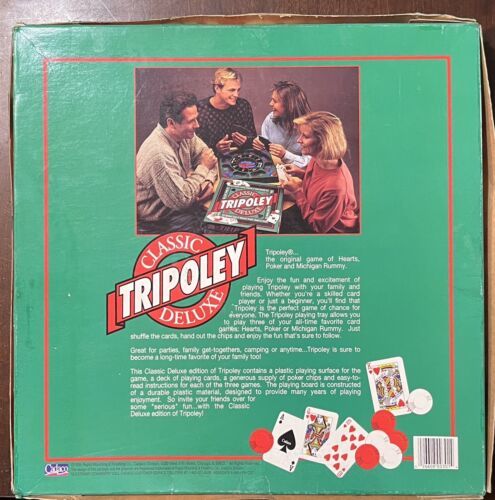 CLASSIC
TRIPOLEY
DELUXE
CLASSIC
TRIPOLEY
DELUXE
Tripoley®...
the original game of Hearts,
Poker and Michigan Rummy.
Enjoy the fun and excitement of
playing Tripoley with your family and
friends. Whether you're a skilled card
player or just a beginner, you'll find that
Tripoley is the perfect game of chance for
everyone. The Tripoley playing tray allows you
to play three of your all-time favorite card
games: Hearts, Poker or Michigan Rummy. Just
shuffle the cards, hand out the chips and enjoy the fun that's sure to follow.
Great for parties, family get-togethers, camping or anytime...Tripoley is sure to
become a long-time favorite of your family too!
This Classic Deluxe edition of Tripoley contains a plastic playing surface for the
game, a deck of playing cards, a generous supply of poker chips and easy-to-
read instructions for each of the three games. The playing board is constructed
of a durable plastic material, designed to provide many years of playing
enjoyment. So invite your friends over for
some "serious" fun...with the Classic
Deluxe edition of Tripoley!
K
A
Q
10
J
Cadaco